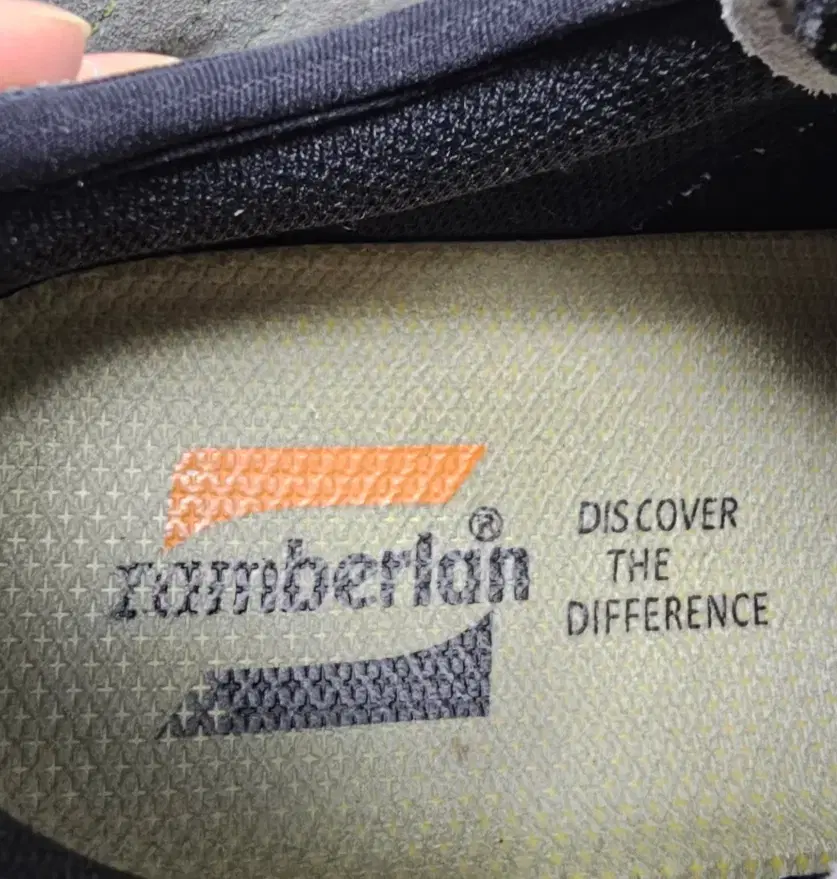 zamberlan®
DISCOVER
THE
DIFFERENCE